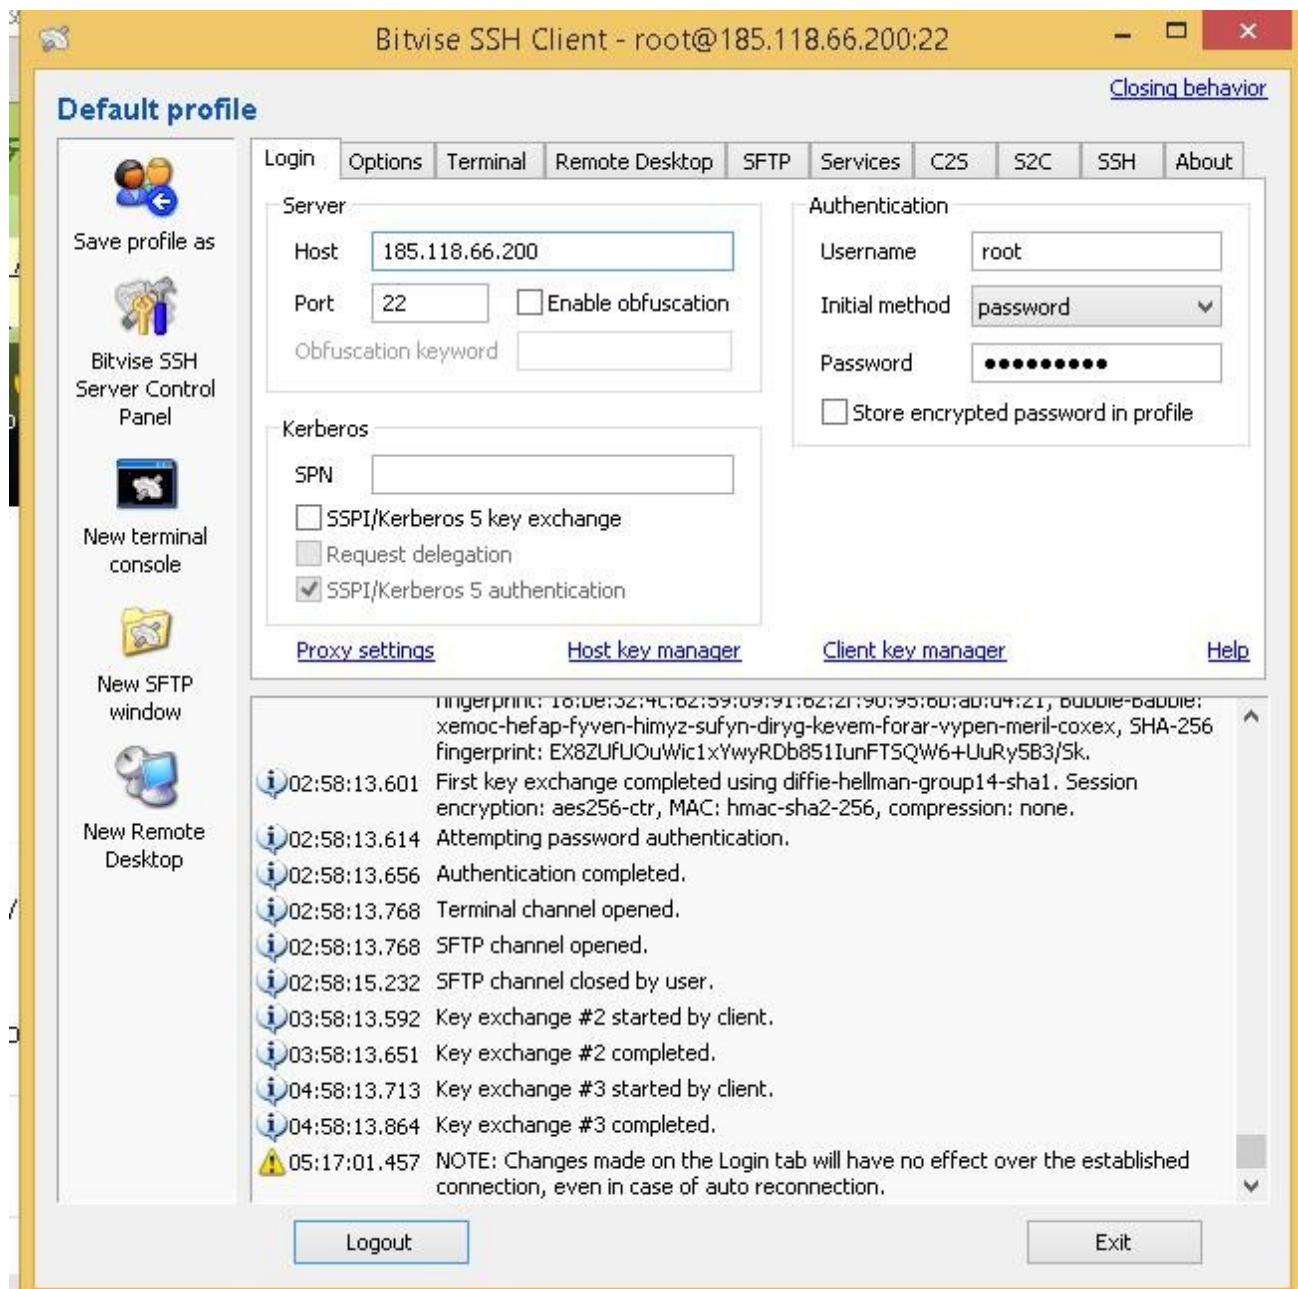 Bitvise SSH Client - root@185.118.66.200:22
Closing behavior
Default profile
Save profile as
Bitvise SSH
Server Control
Panel
New terminal
console
New SFTP
window
New Remote
Desktop
Login Options Terminal Remote Desktop SFTP Services C2S S2C SSH About
Server
Host 185.118.66.200
Port 22 Enable obfuscation
Obfuscation keyword
Authentication
Username root
Initial method password
Password ●●●●●●●●●
Store encrypted password in profile
Kerberos
SPN
SSPI/Kerberos 5 key exchange
Request delegation
SSPI/Kerberos 5 authentication
Proxy settings Host key manager Client key manager Help
xemoc-hefap-fyven-himyz-sufyn-diryg-kevem-forar-vypen-meril-coxex, SHA-256
fingerprint: EX8ZUfUOuWic1xYwyRDb851IunFTSQW6+UuRy5B3/Sk.
02:58:13.601 First key exchange completed using diffie-hellman-group14-sha1. Session
encryption: aes256-ctr, MAC: hmac-sha2-256, compression: none.
02:58:13.614 Attempting password authentication.
02:58:13.656 Authentication completed.
02:58:13.768 Terminal channel opened.
02:58:13.768 SFTP channel opened.
02:58:15.232 SFTP channel closed by user.
03:58:13.592 Key exchange #2 started by client.
03:58:13.651 Key exchange #2 completed.
04:58:13.713 Key exchange #3 started by client.
04:58:13.864 Key exchange #3 completed.
05:17:01.457 NOTE: Changes made on the Login tab will have no effect over the established
connection, even in case of auto reconnection.
Logout Exit